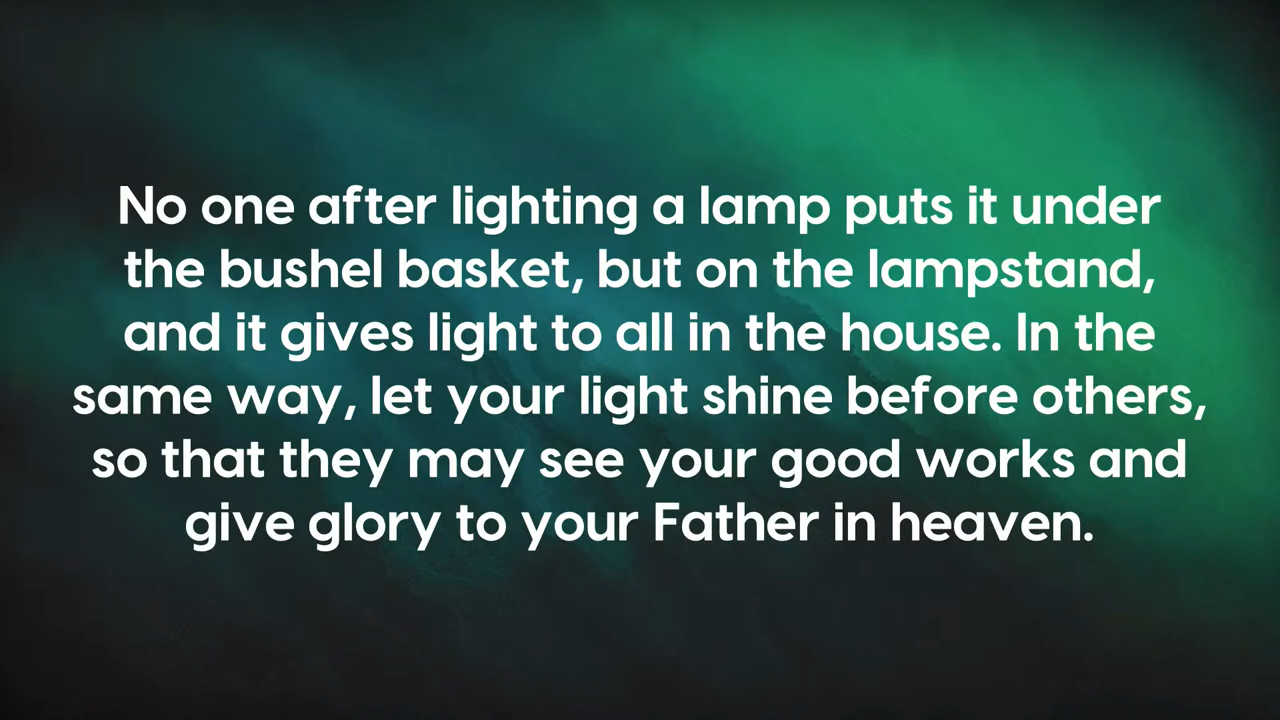 No one after lighting a lamp puts it under
the bushel basket, but on the lampstand,
and it gives light to all in the house. In the
same way, let your light shine before others,
so that they may see your good works and
give glory to your Father in heaven.